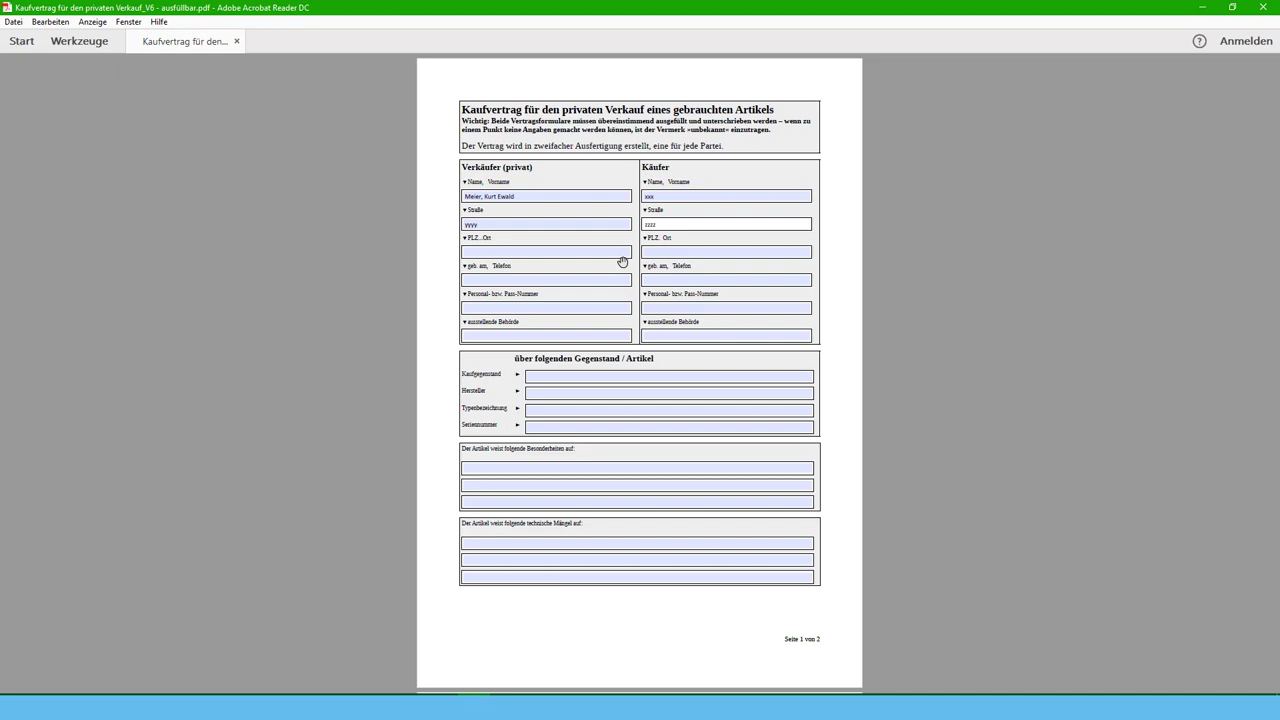 Kaufvertrag für den privaten Verkauf_V6 - ausfüllbar.pdf - Adobe Acrobat Reader DC
Datei Bearbeiten Anzeige Fenster Hilfe
Start Werkzeuge Kaufvertrag für den... × ? Anmelden
Kaufvertrag für den privaten Verkauf eines gebrauchten Artikels
Wichtig: Beide Vertragsformulare müssen übereinstimmend ausgefüllt und unterschrieben werden – wenn zu
einem Punkt keine Angaben gemacht werden können, ist der Vermerk »unbekannt« einzutragen.
Der Vertrag wird in zweifacher Ausfertigung erstellt, eine für jede Partei.
Verkäufer (privat)
▼Name, Vorname
Meier, Kurt Ewald
▼Straße
yyyy
▼PLZ...Ort
▼geb. am, Telefon
▼Personal- bzw. Pass-Nummer
▼ausstellende Behörde
Käufer
▼Name, Vorname
xxx
▼Straße
zzzz
▼PLZ. Ort
▼geb. am, Telefon
▼Personal- bzw. Pass-Nummer
▼ausstellende Behörde
über folgenden Gegenstand / Artikel
Kaufgegenstand ►
Hersteller ►
Typenbezeichnung ►
Seriennummer ►
Der Artikel weist folgende Besonderheiten auf:
Der Artikel weist folgende technische Mängel auf:
Seite 1 von 2